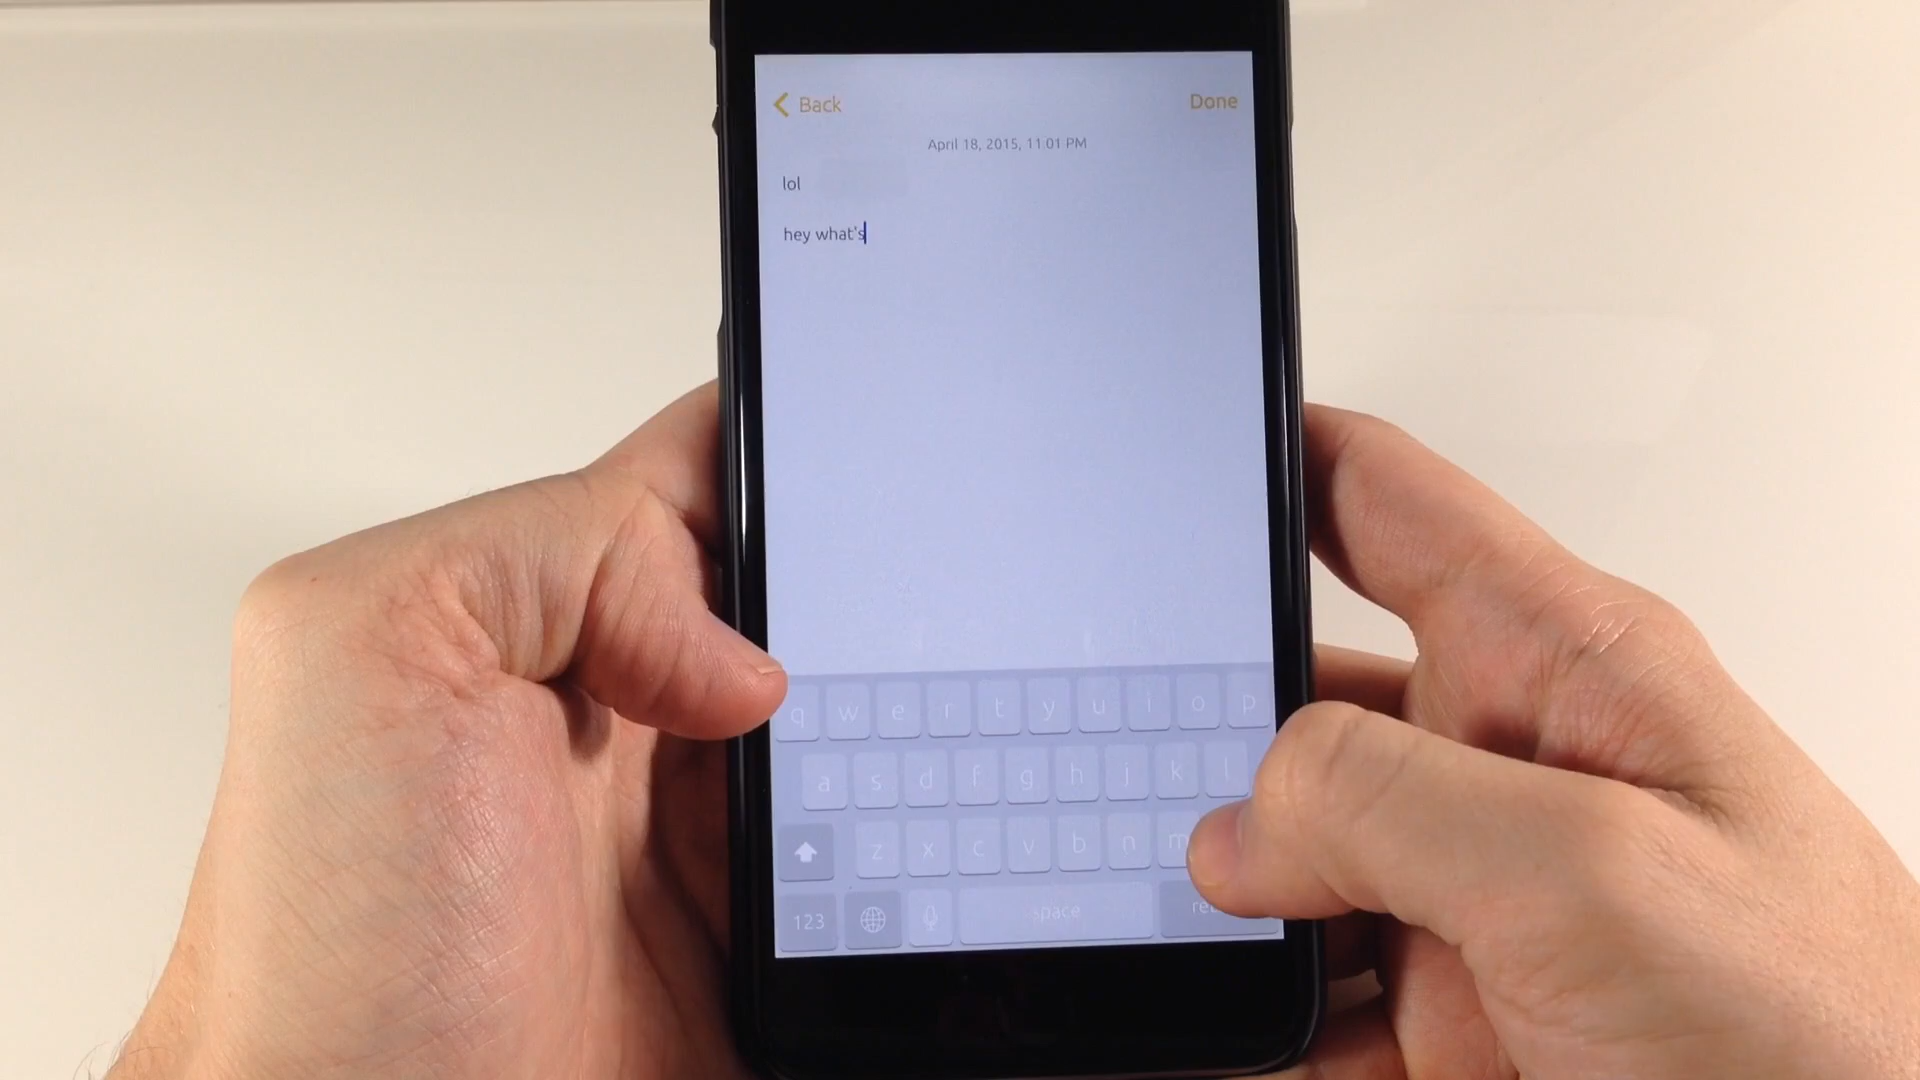 Back
Done
April 18, 2015, 11:01 PM
lol
hey what's
q w e r t y u i o p
a s d f g h j k l
z x c v b n m
123
space